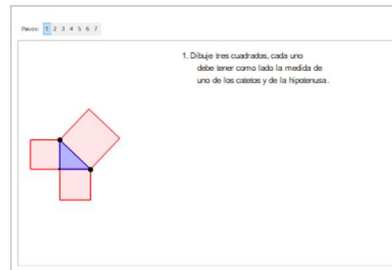 Pasos: 1 2 3 4 5 6 7
1. Dibuje tres cuadrados, cada uno
debe tener como lado la medida de
uno de los catetos y de la hipotenusa.